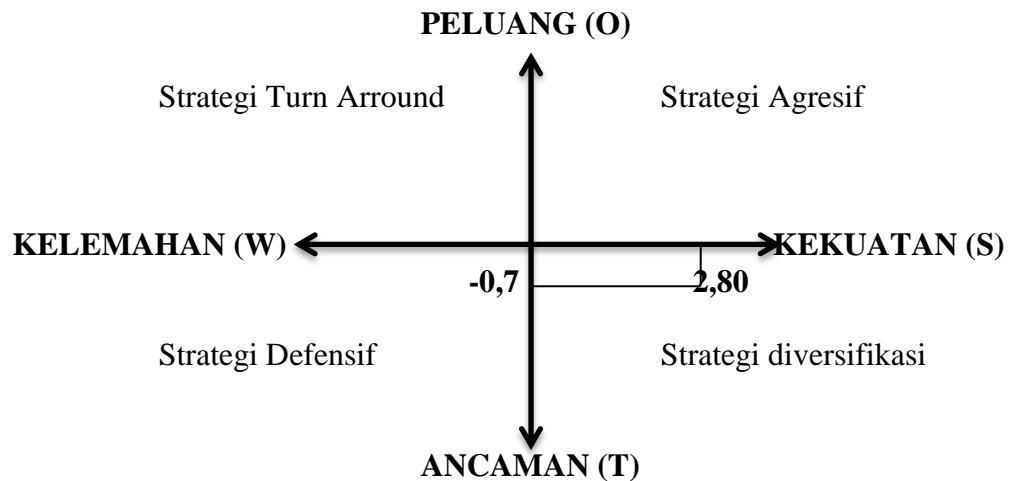 PELUANG (O)
Strategi Turn Arround
Strategi Agresif
KELEMAHAN (W)
KEKUATAN (S)
-0,7
2,80
Strategi Defensif
Strategi diversifikasi
ANCAMAN (T)